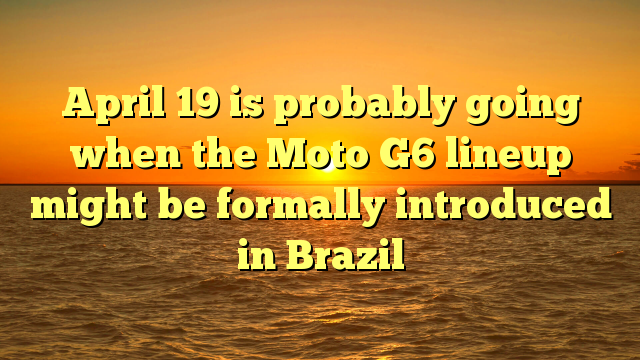 April 19 is probably going
when the Moto G6 lineup
might be formally introduced
in Brazil